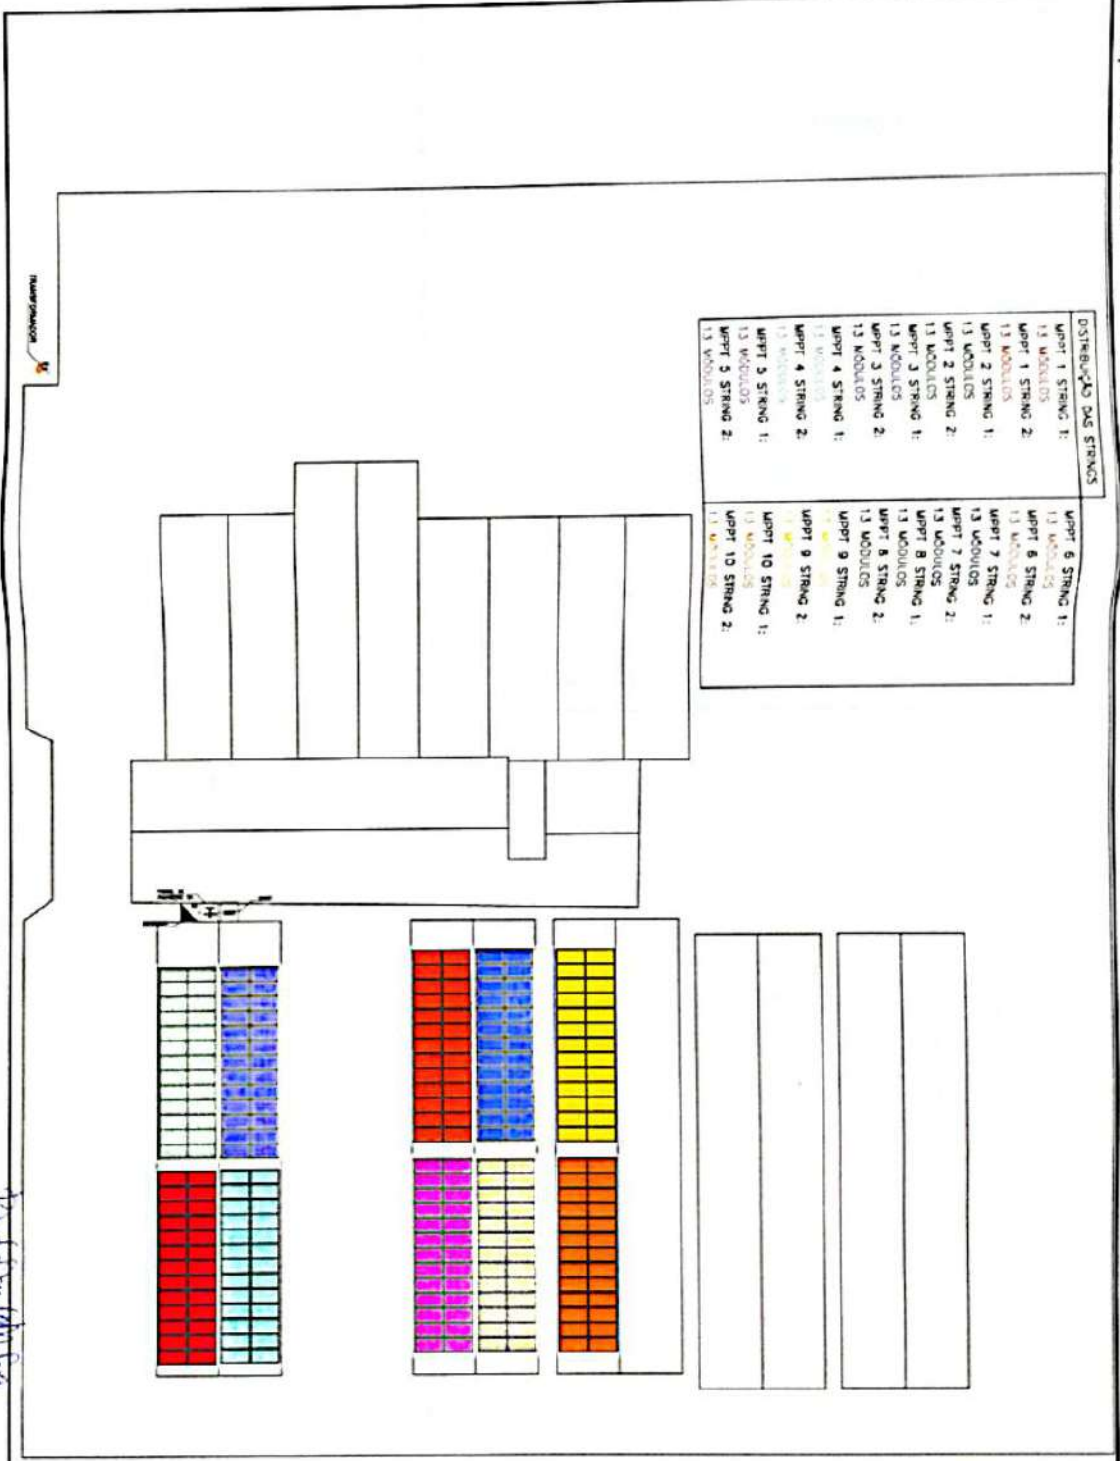 DISTRIBUIÇÃO DAS STRINGS
MPPT 1 STRING 1:
13 MÓDULOS
MPPT 1 STRING 2:
13 MÓDULOS
MPPT 2 STRING 1:
13 MÓDULOS
MPPT 2 STRING 2:
13 MÓDULOS
MPPT 3 STRING 1:
13 MÓDULOS
MPPT 3 STRING 2:
13 MÓDULOS
MPPT 4 STRING 1:
13 MÓDULOS
MPPT 4 STRING 2:
13 MÓDULOS
MPPT 5 STRING 1:
13 MÓDULOS
MPPT 5 STRING 2:
13 MÓDULOS
MPPT 6 STRING 1:
13 MÓDULOS
MPPT 6 STRING 2:
13 MÓDULOS
MPPT 7 STRING 1:
13 MÓDULOS
MPPT 7 STRING 2:
13 MÓDULOS
MPPT 8 STRING 1:
13 MÓDULOS
MPPT 8 STRING 2:
13 MÓDULOS
MPPT 9 STRING 1:
13 MÓDULOS
MPPT 9 STRING 2:
13 MÓDULOS
MPPT 10 STRING 1:
13 MÓDULOS
MPPT 10 STRING 2:
13 MÓDULOS
TRANSFORMADOR